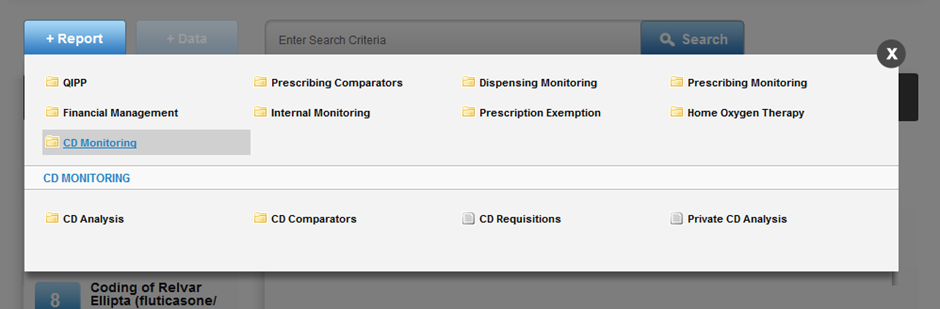 + Report
+ Data
Enter Search Criteria
Search
X
QIPP
Prescribing Comparators
Dispensing Monitoring
Prescribing Monitoring
Financial Management
Internal Monitoring
Prescription Exemption
Home Oxygen Therapy
CD Monitoring
CD MONITORING
CD Analysis
CD Comparators
CD Requisitions
Private CD Analysis
8
Coding of Relvar
Ellipta (fluticasone/